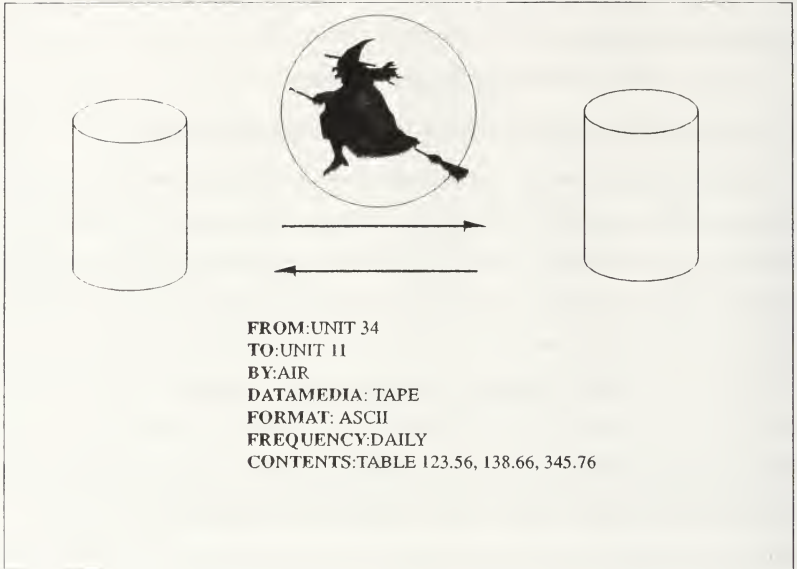 FROM:UNIT 34
TO:UNIT 11
BY:AIR
DATAMEDIA: TAPE
FORMAT: ASCII
FREQUENCY:DAILY
CONTENTS:TABLE 123.56, 138.66, 345.76